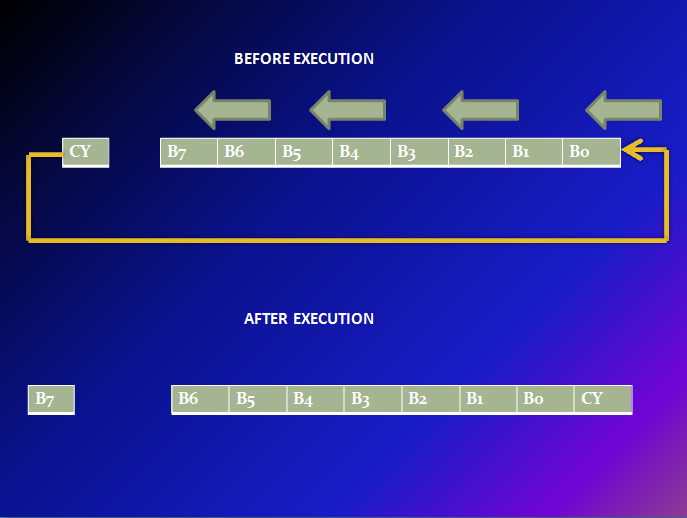 BEFORE EXECUTION
CY B7 B6 B5 B4 B3 B2 B1 B0
AFTER EXECUTION
B7 B6 B5 B4 B3 B2 B1 B0 CY